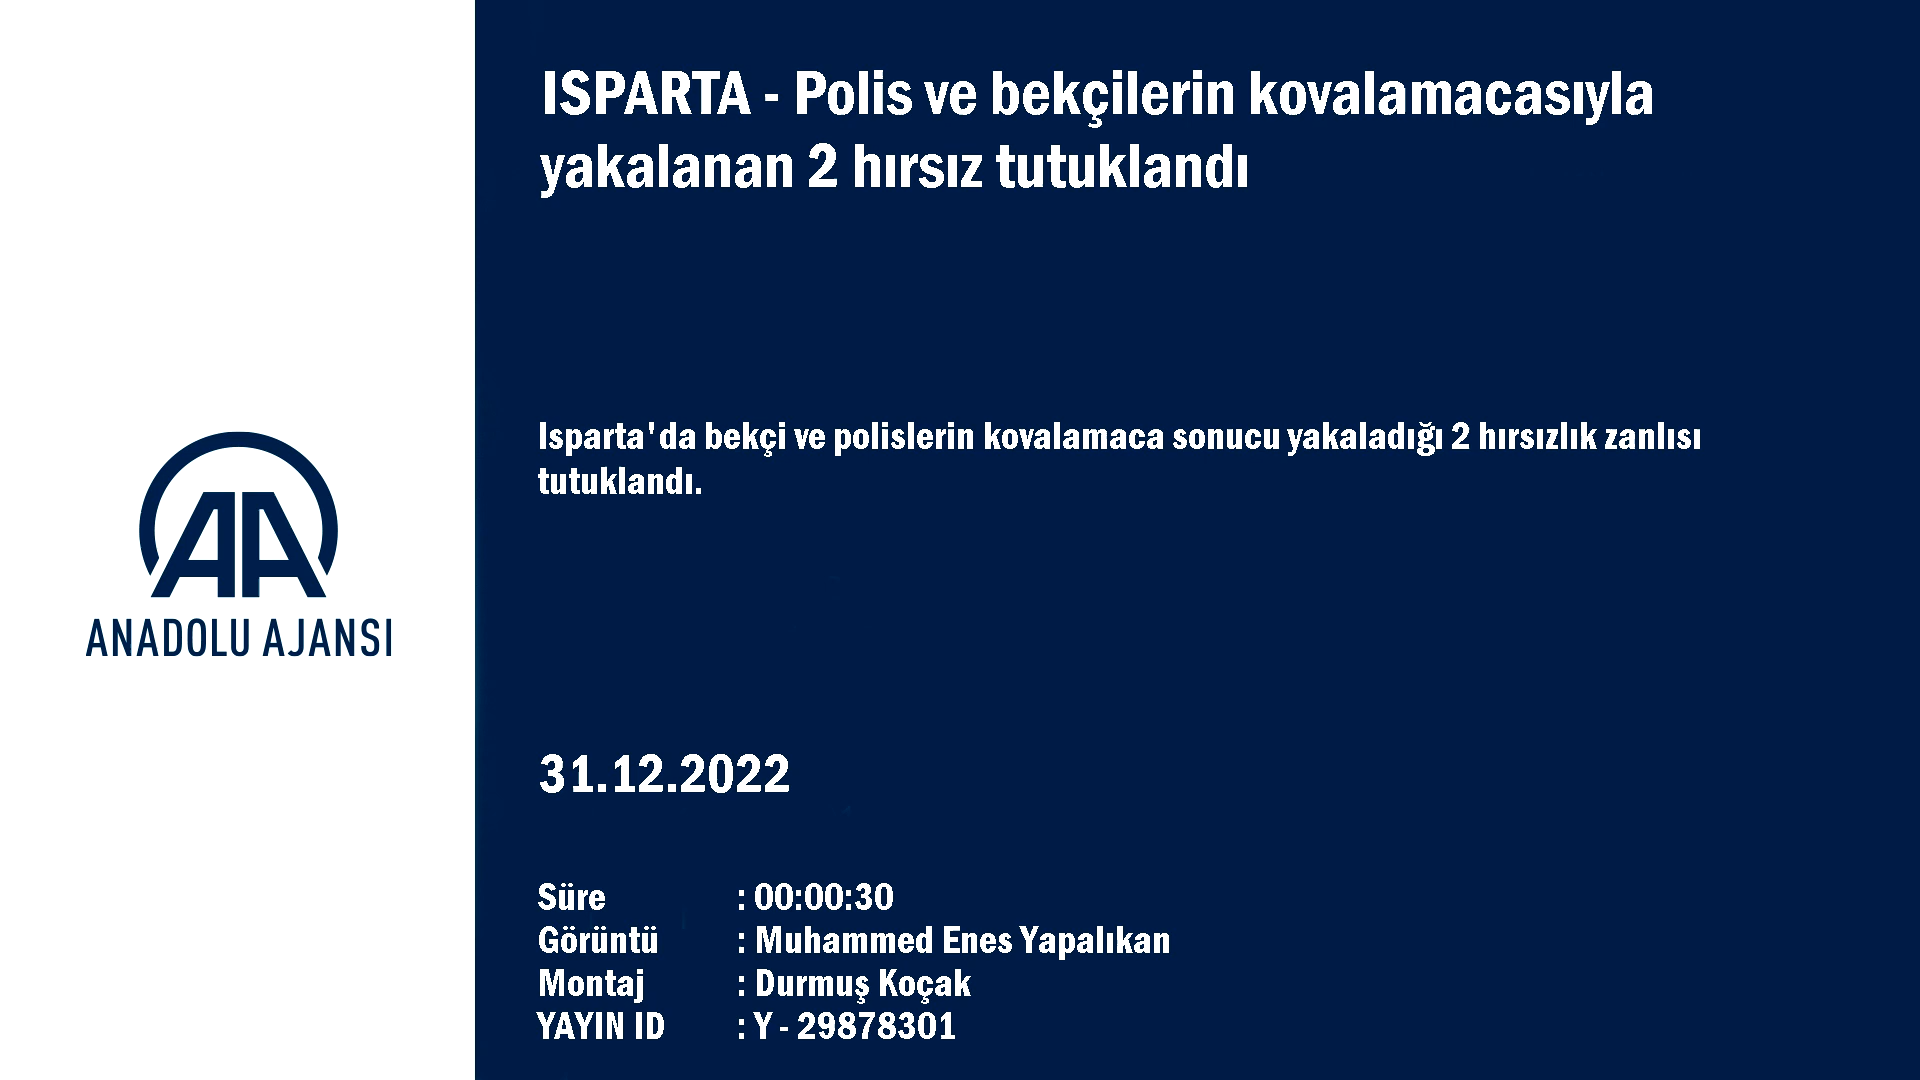 ISPARTA - Polis ve bekçilerin kovalamacasıyla
yakalanan 2 hırsız tutuklandı
Isparta'da bekçi ve polislerin kovalamaca sonucu yakaladığı 2 hırsızlık zanlısı
tutuklandı.
AA
ANADOLU AJANSI
31.12.2022
Süre : 00:00:30
Görüntü : Muhammed Enes Yapalıkan
Montaj : Durmuş Koçak
YAYIN ID : Y - 29878301